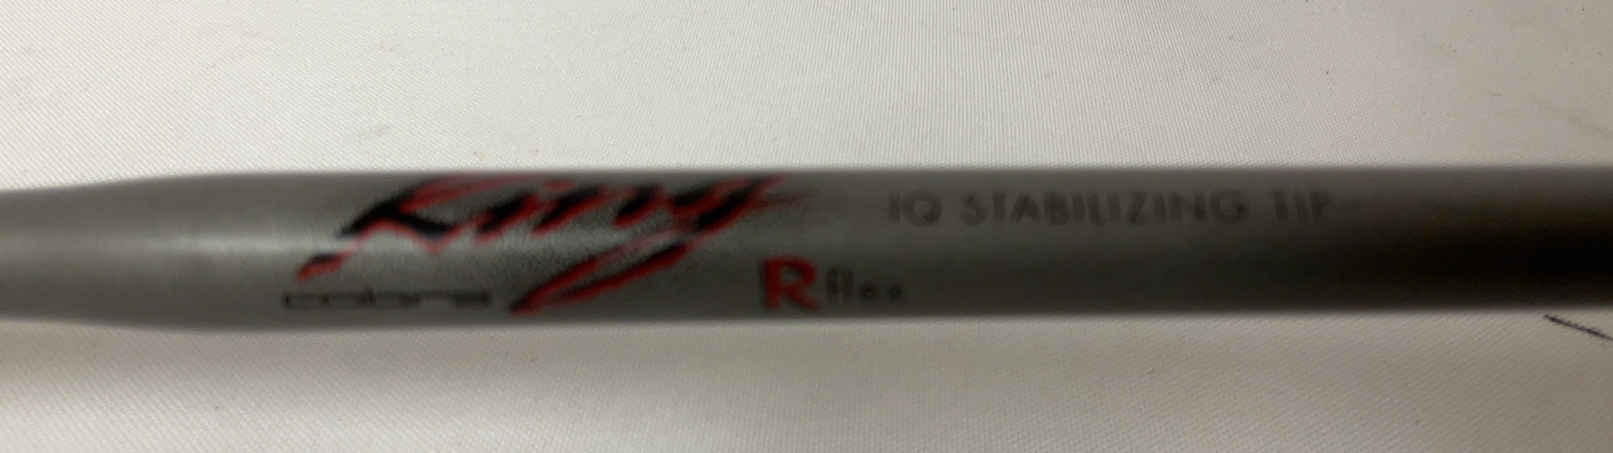 King
cobra
IQ STABILIZING TIP
R flex